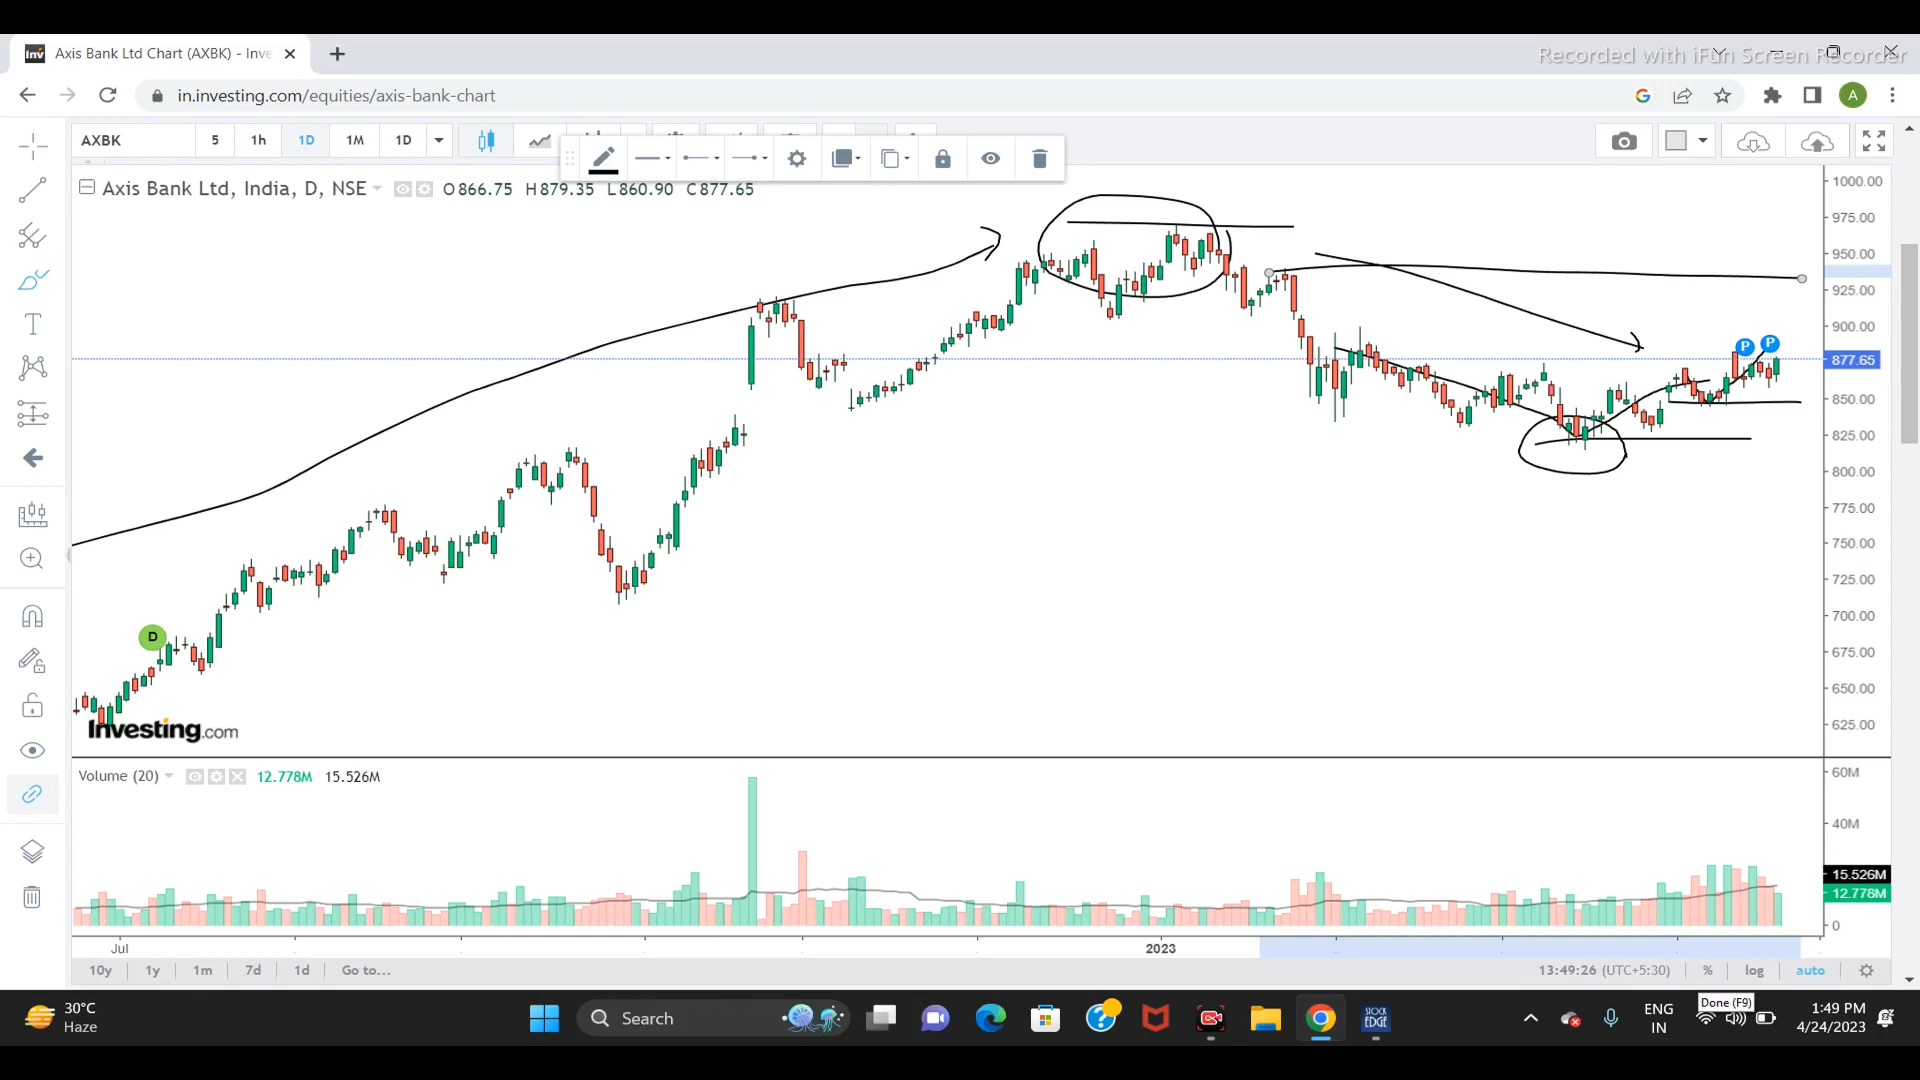 Axis Bank Ltd Chart (AXBK) - Inve
Recorded with iFun Screen Recorder
in.investing.com/equities/axis-bank-chart
A
AXBK 5 1h 1D 1M 1D
Axis Bank Ltd, India, D, NSE O866.75 H879.35 L860.90 C877.65
1000.00
975.00
950.00
925.00
900.00
P P
877.65
850.00
825.00
800.00
775.00
750.00
725.00
700.00
D
675.00
650.00
625.00
Investing.com
Volume (20) 12.778M 15.526M
60M
40M
15.526M
12.778M
0
Jul 2023
10y 1y 1m 7d 1d Go to... 13:49:26 (UTC+5:30) % log auto
30°C
Haze
Search
STOCK
EDGE
ENG
IN
Done (F9)
1:49 PM
4/24/2023